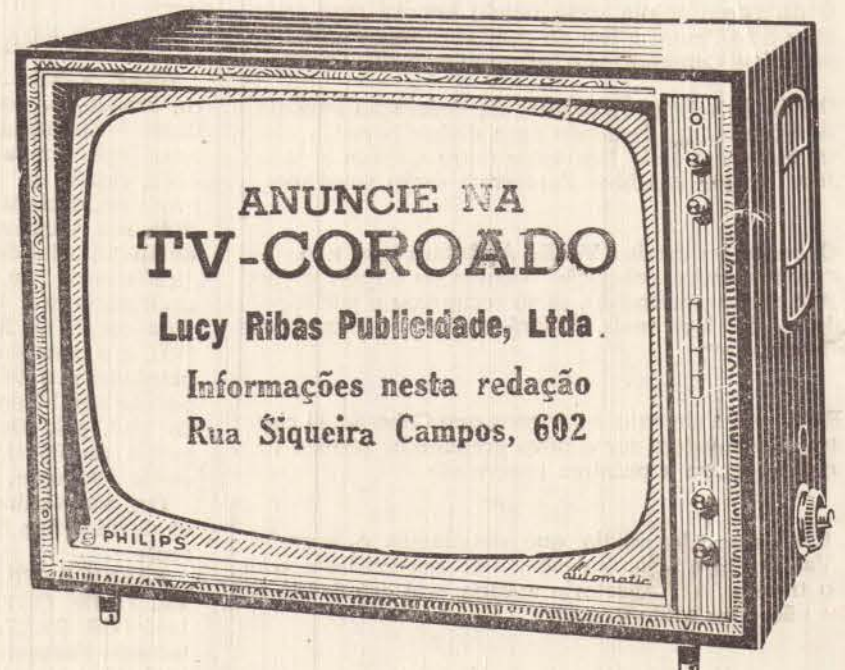 ANUNCIE NA
TV-COROADO
Lucy Ribas Publicidade, Ltda.
Informações nesta redação
Rua Siqueira Campos, 602
PHILIPS
automatic